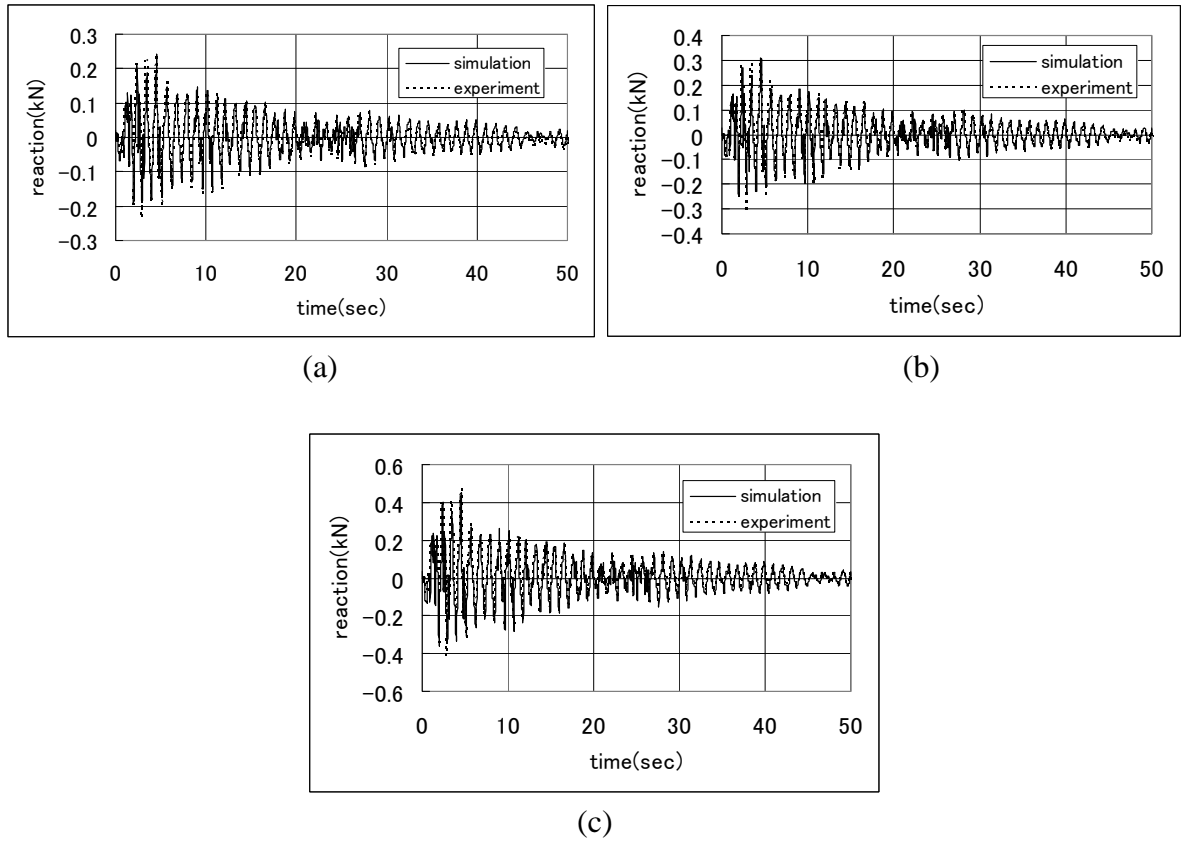 0.3
0.2
0.1
0
-0.1
-0.2
-0.3
reaction(kN)
simulation
experiment
0 10 20 30 40 50
time(sec)
(a)
0.4
0.3
0.2
0.1
0
-0.1
-0.2
-0.3
-0.4
reaction(kN)
simulation
experiment
0 10 20 30 40 50
time(sec)
(b)
0.6
0.4
0.2
0
-0.2
-0.4
-0.6
reaction(kN)
simulation
experiment
0 10 20 30 40 50
time(sec)
(c)